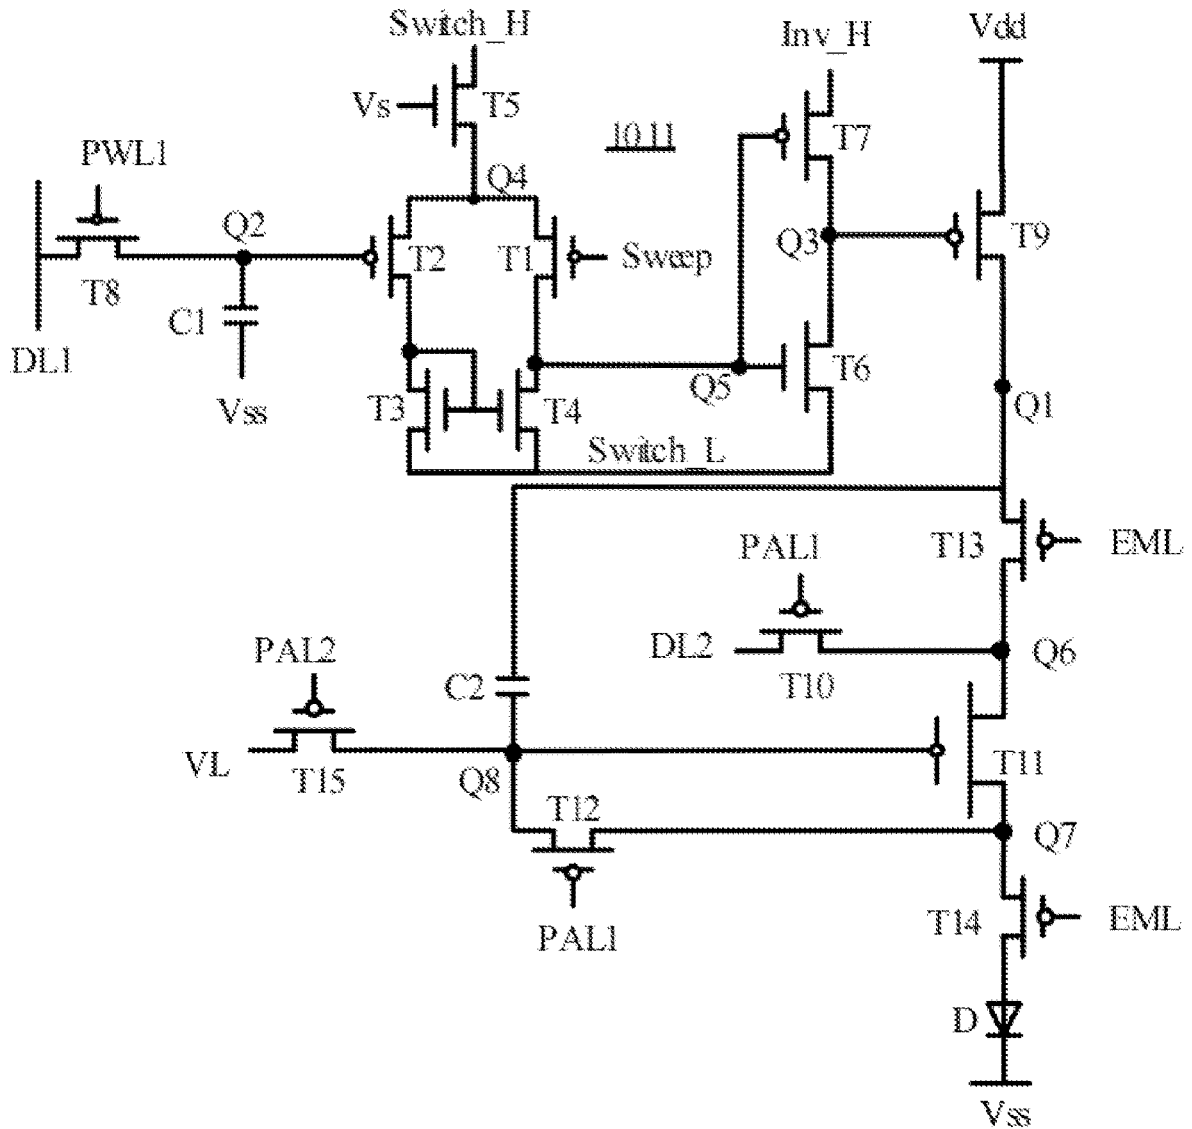 Switch_H
Inv_H
Vdd
Vs
T5
1011
T7
PWL1
Q4
Q2
Q3
T9
T2
T1
Sweep
T8
C1
DL1
T6
Q5
Q1
T3
T4
Vss
Switch_L
T13
EML
PAL1
DL2
Q6
PAL2
T10
C2
VL
T15
Q8
T11
T12
Q7
T14
EML
PAL1
D
Vss